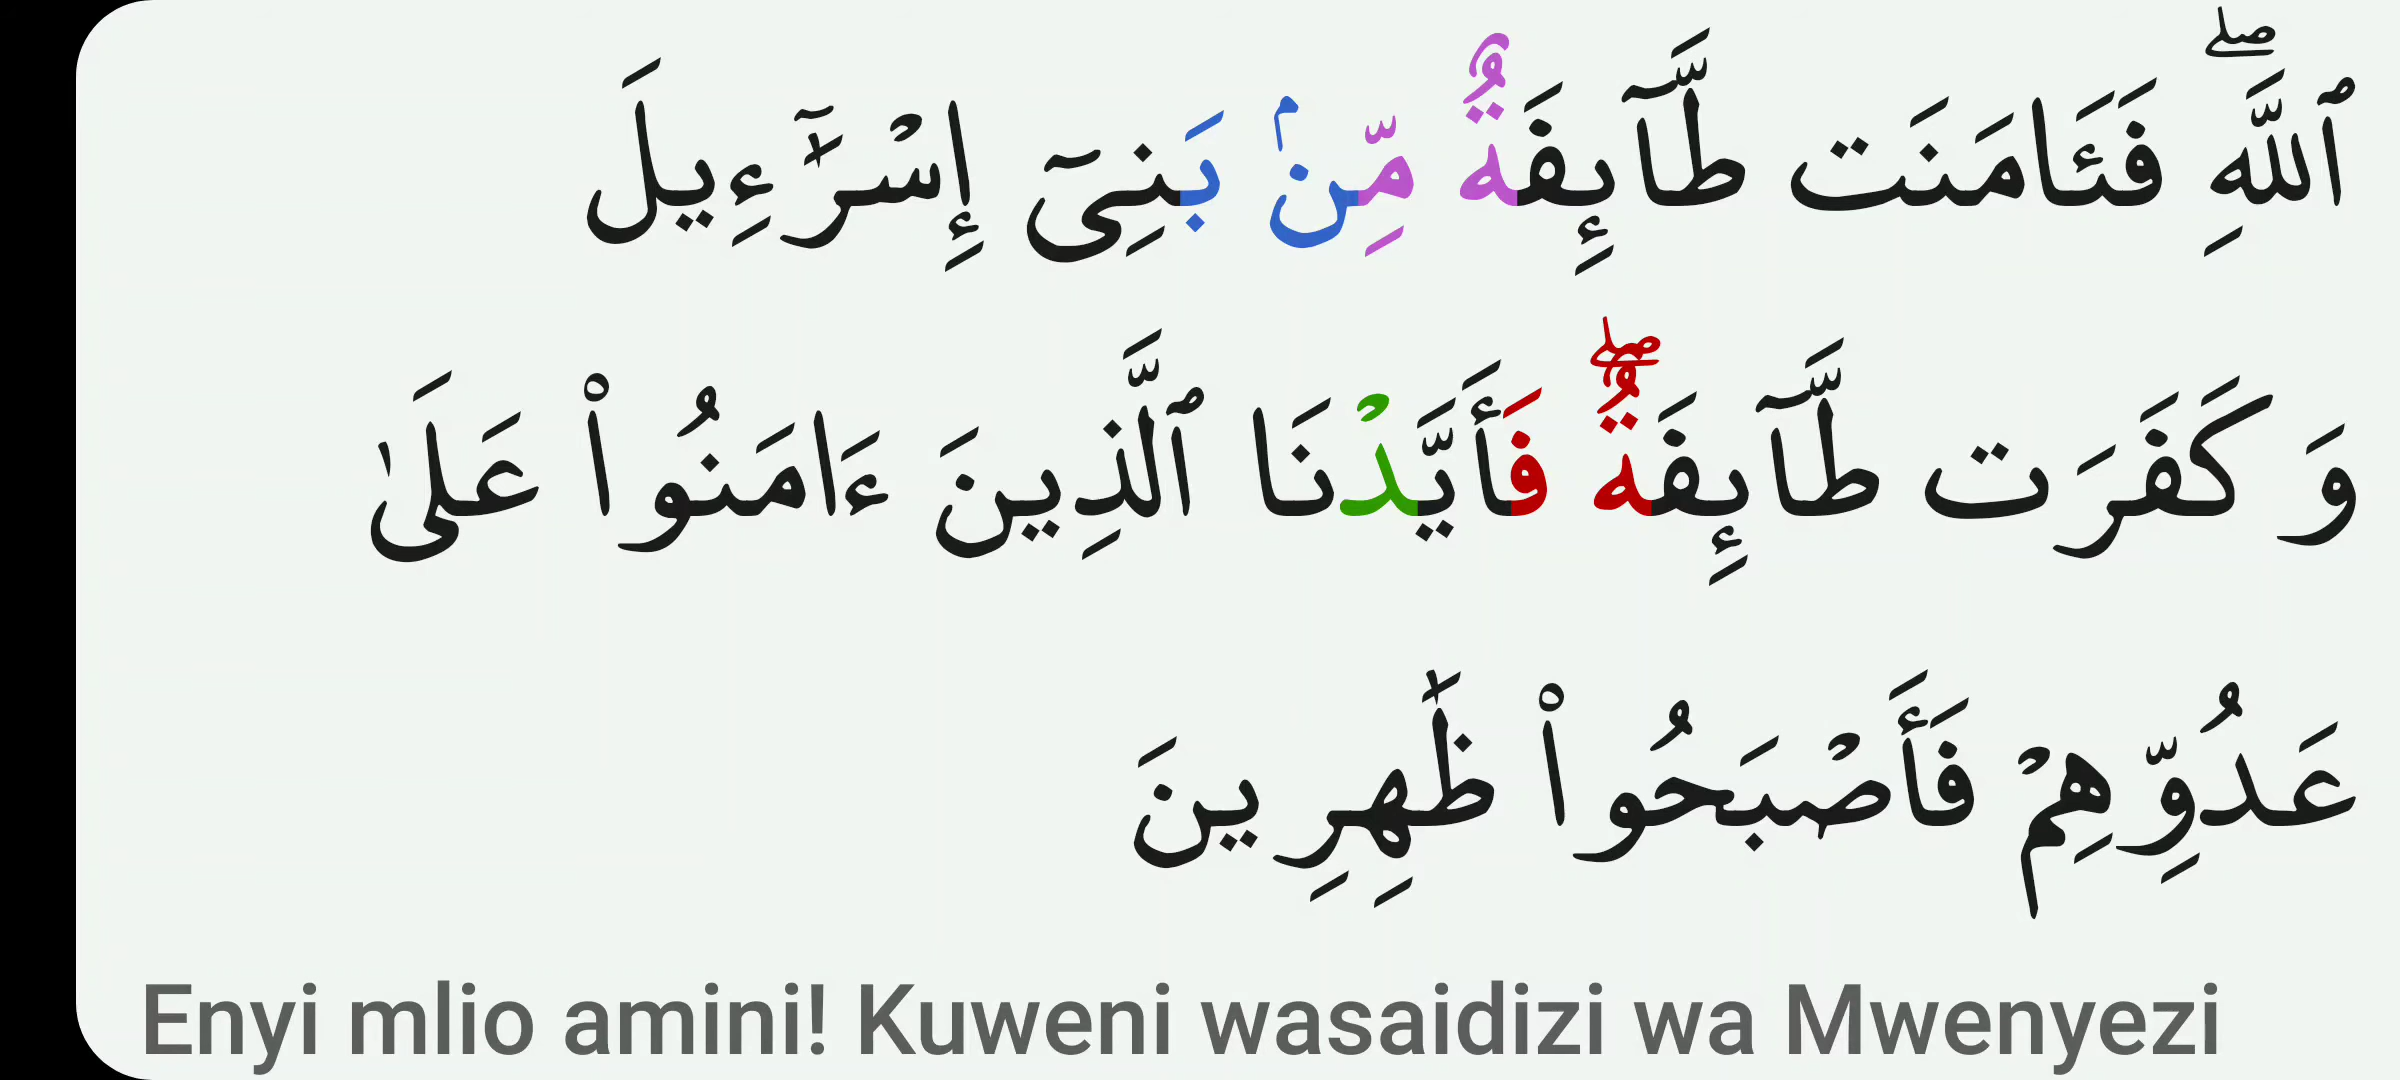 ٱللَّهِۖ فَـَٔامَنَت طَّآئِفَةٌ مِّنۢ بَنِىٓ إِسْرَٰٓءِيلَ
وَكَفَرَت طَّآئِفَةٌۖ فَأَيَّدْنَا ٱلَّذِينَ ءَامَنُوا۟ عَلَىٰ
عَدُوِّهِمْ فَأَصْبَحُوا۟ ظَٰهِرِينَ
Enyi mlio amini! Kuweni wasaidizi wa Mwenyezi